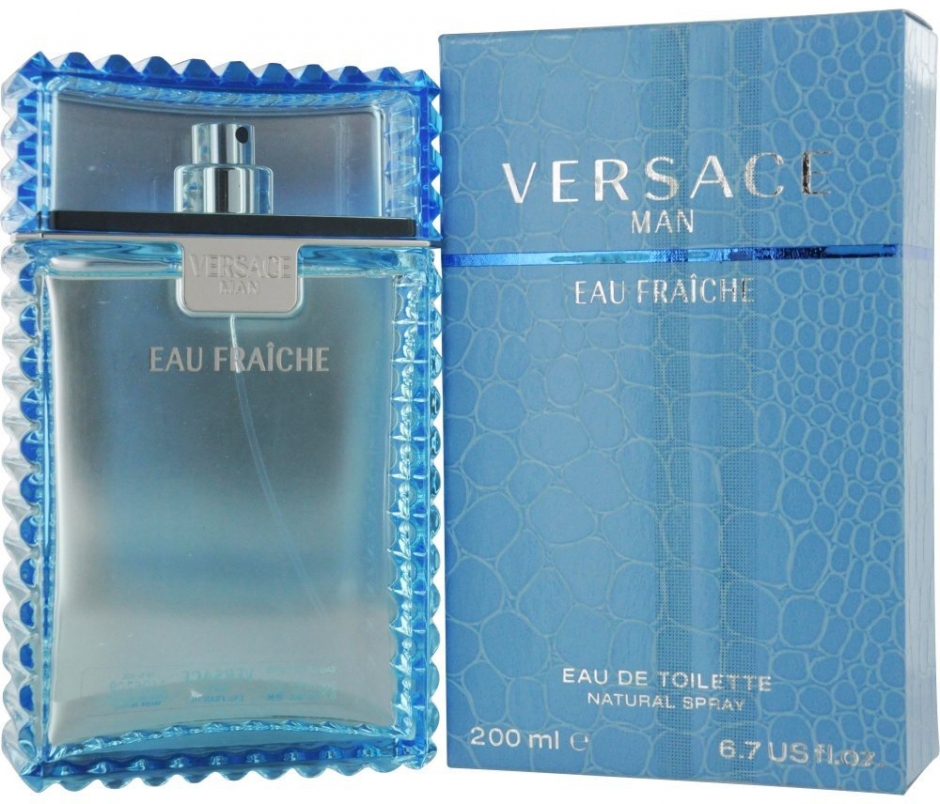 VERSACE
MAN
EAU FRAÎCHE
VERSACE
MAN
EAU FRAÎCHE
EAU DE TOILETTE
NATURAL SPRAY
200 ml ℮
6.7 US fl.oz